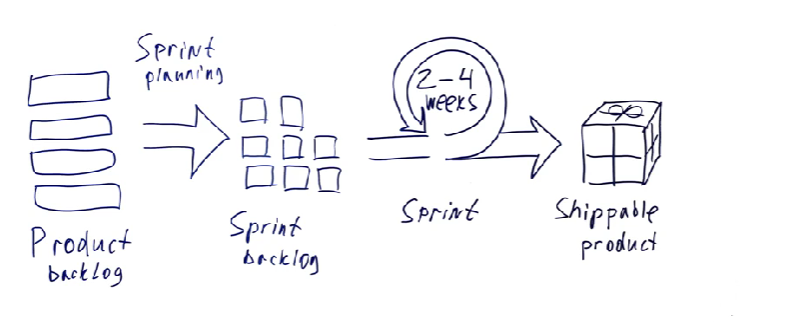 Sprint
planning
2-4
weeks
Product
backlog
Sprint
backlog
Sprint
Shippable
product